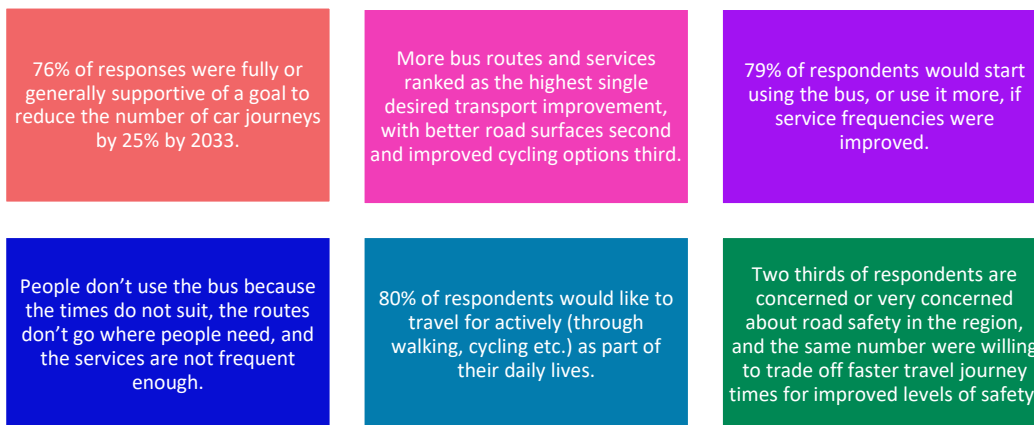 76% of responses were fully or
generally supportive of a goal to
reduce the number of car journeys
by 25% by 2033.
More bus routes and services
ranked as the highest single
desired transport improvement,
with better road surfaces second
and improved cycling options third.
79% of respondents would start
using the bus, or use it more, if
service frequencies were
improved.
People don’t use the bus because
the times do not suit, the routes
don’t go where people need, and
the services are not frequent
enough.
80% of respondents would like to
travel for actively (through
walking, cycling etc.) as part of
their daily lives.
Two thirds of respondents are
concerned or very concerned
about road safety in the region,
and the same number were willing
to trade off faster travel journey
times for improved levels of safety